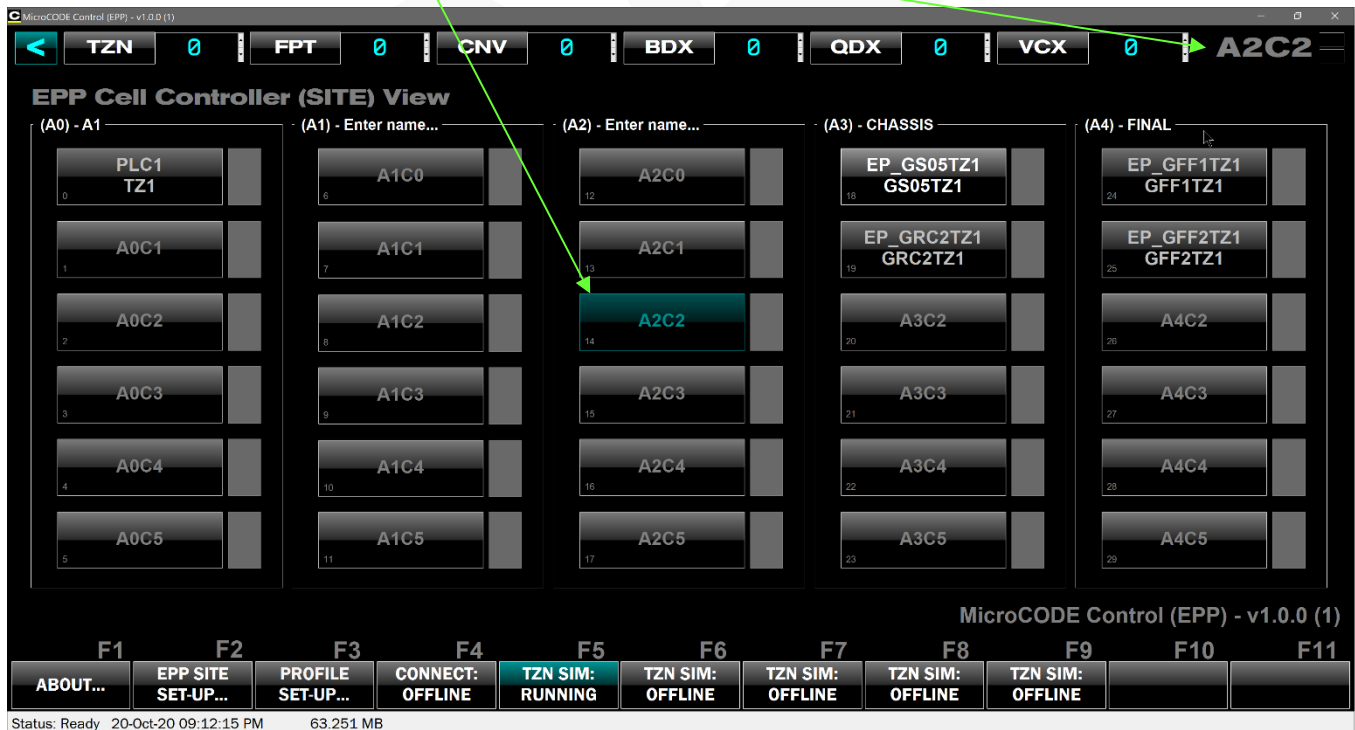 MicroCODE Control (EPP) - v1.0.0 (1)
< TZN 0 FPT 0 CNV 0 BDX 0 QDX 0 VCX 0 A2C2
EPP Cell Controller (SITE) View
(A0) - A1 (A1) - Enter name... (A2) - Enter name... (A3) - CHASSIS (A4) - FINAL
PLC1
TZ1
0
A1C0
6
A2C0
12
EP_GS05TZ1
GS05TZ1
18
EP_GFF1TZ1
GFF1TZ1
24
A0C1
1
A1C1
7
A2C1
13
EP_GRC2TZ1
GRC2TZ1
19
EP_GFF2TZ1
GFF2TZ1
25
A0C2
2
A1C2
8
A2C2
14
A3C2
20
A4C2
26
A0C3
3
A1C3
9
A2C3
15
A3C3
21
A4C3
27
A0C4
4
A1C4
10
A2C4
16
A3C4
22
A4C4
28
A0C5
5
A1C5
11
A2C5
17
A3C5
23
A4C5
29
MicroCODE Control (EPP) - v1.0.0 (1)
F1 F2 F3 F4 F5 F6 F7 F8 F9 F10 F11
ABOUT...
EPP SITE
SET-UP...
PROFILE
SET-UP...
CONNECT:
OFFLINE
TZN SIM:
RUNNING
TZN SIM:
OFFLINE
TZN SIM:
OFFLINE
TZN SIM:
OFFLINE
TZN SIM:
OFFLINE
Status: Ready 20-Oct-20 09:12:15 PM 63.251 MB